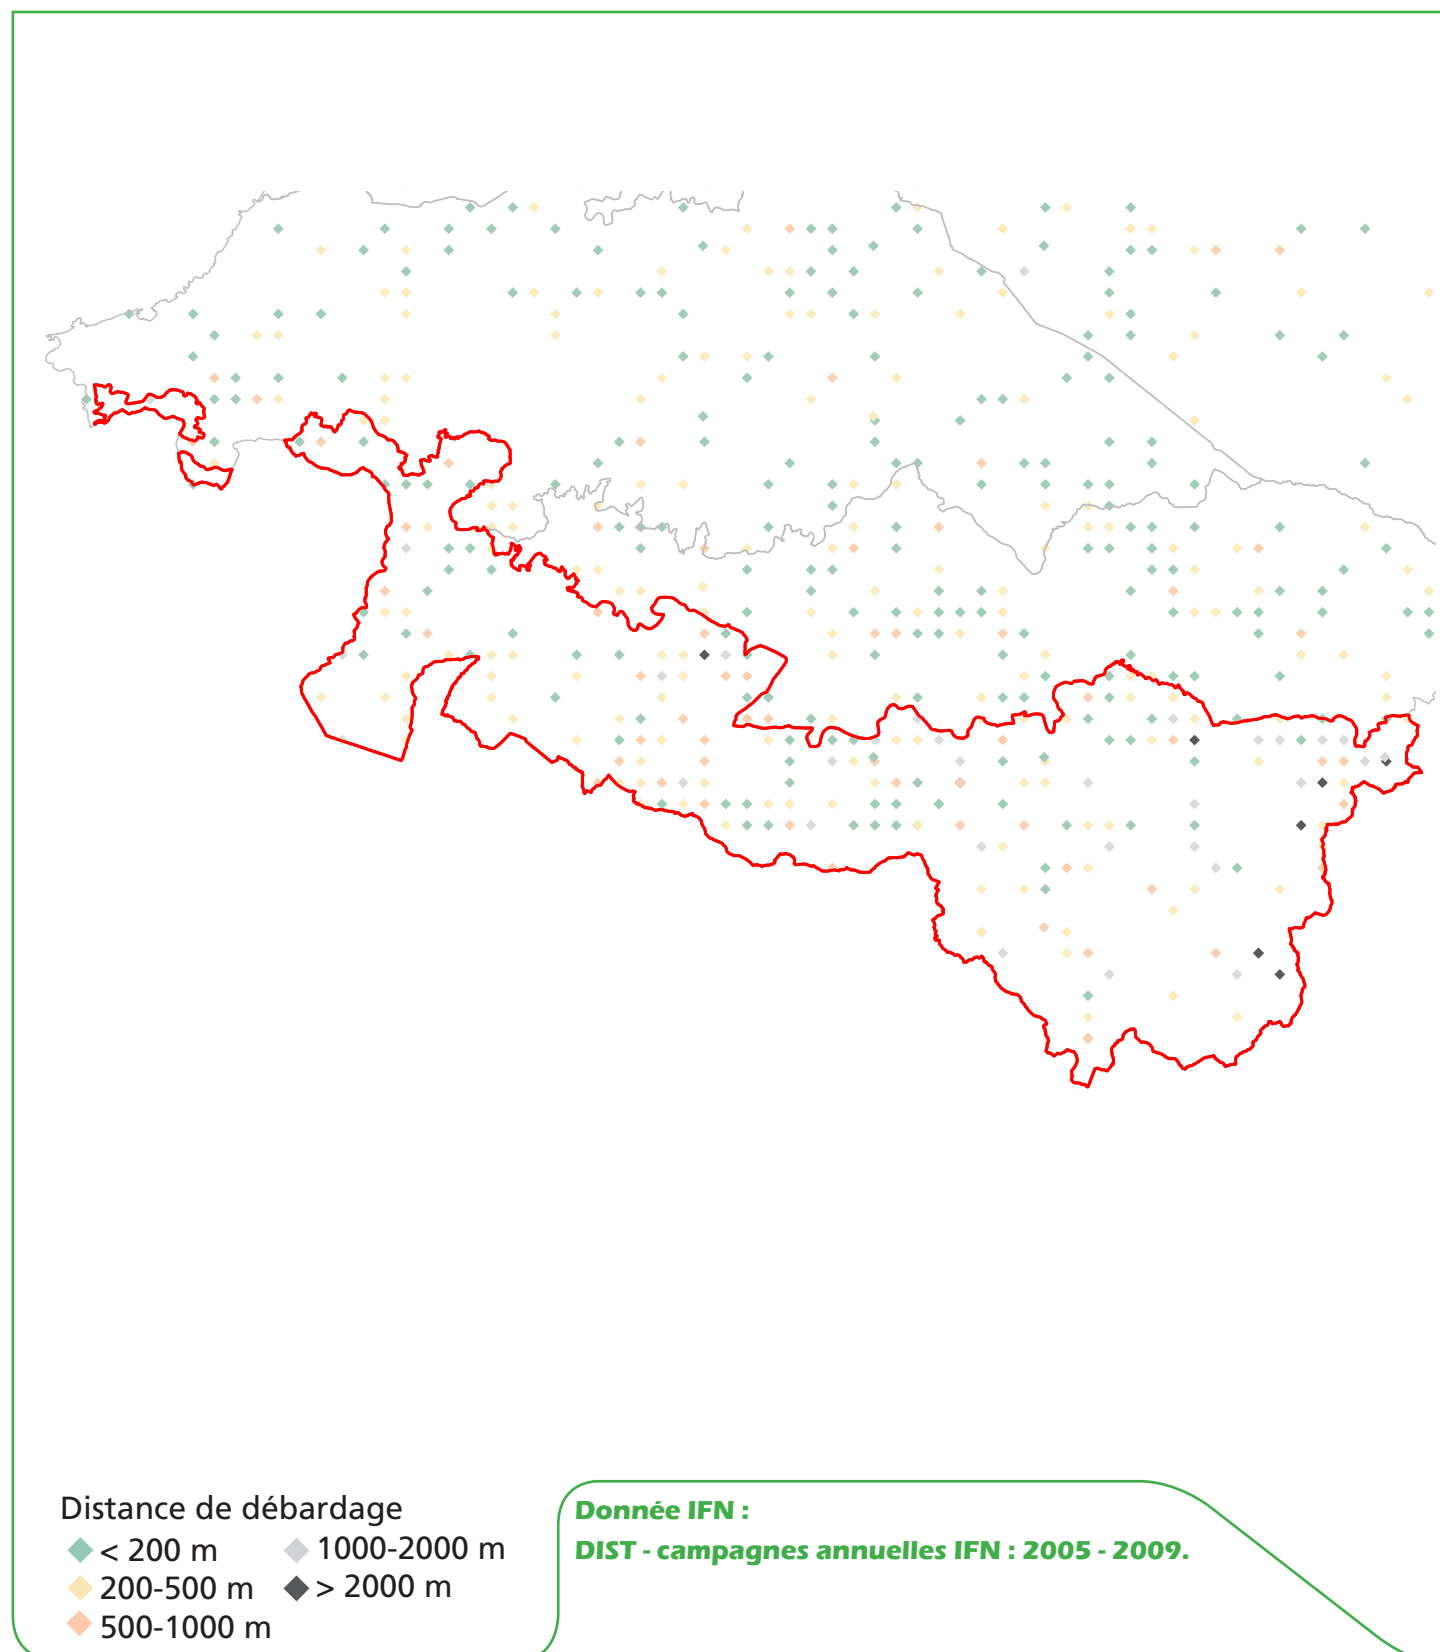 Distance de débardage
< 200 m
200-500 m
500-1000 m
1000-2000 m
> 2000 m
Donnée IFN :
DIST - campagnes annuelles IFN : 2005 - 2009.